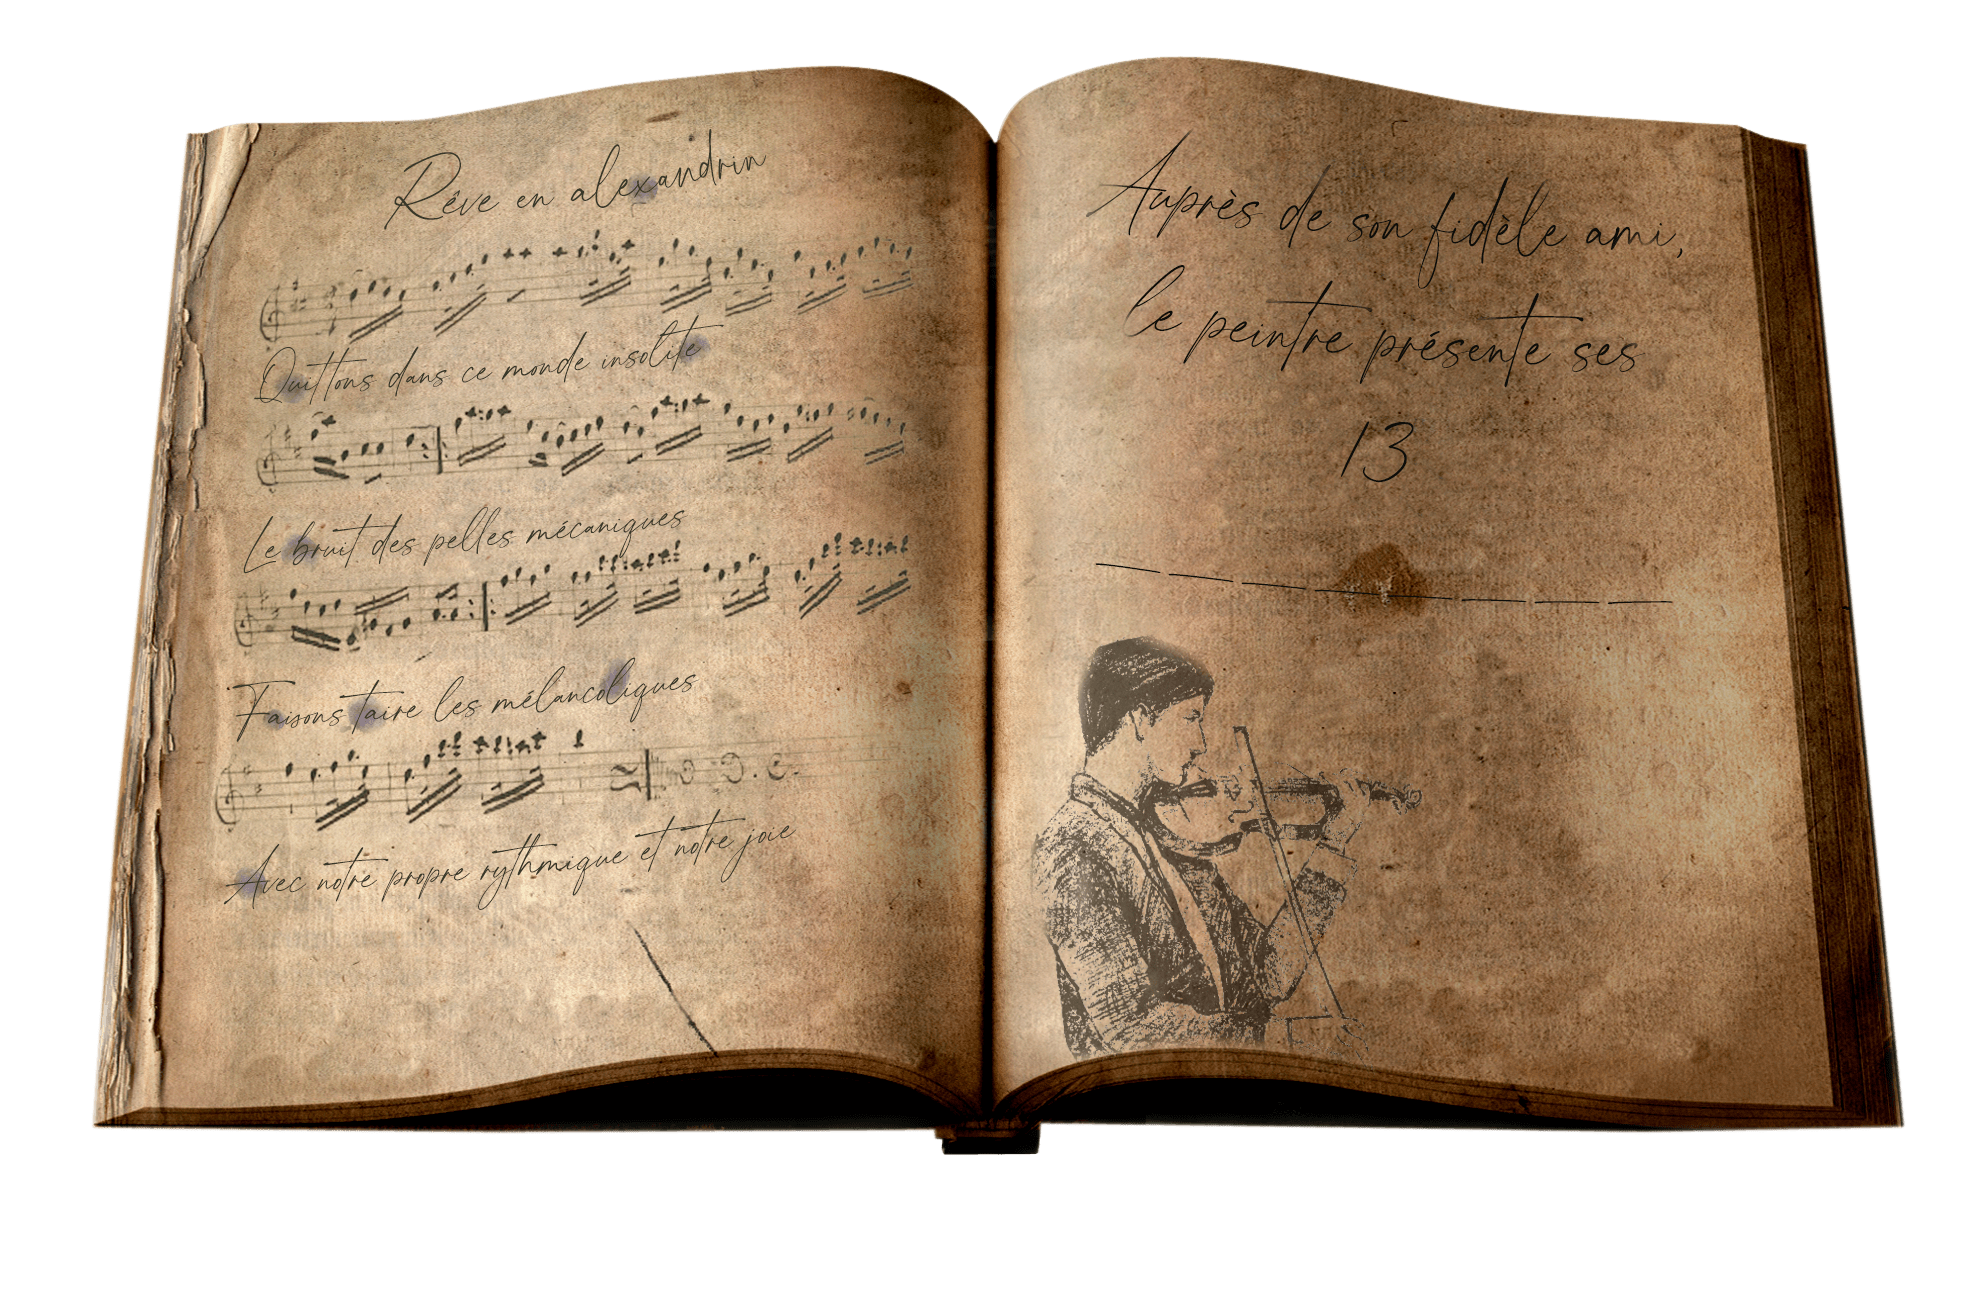 Rêve en alexandrin
Quittons dans ce monde insolite
Le bruit des pelles mécaniques
Faisons taire les mélancoliques
D.C.
Avec notre propre rythmique et notre joie
Auprès de son fidèle ami,
le peintre présente ses
13